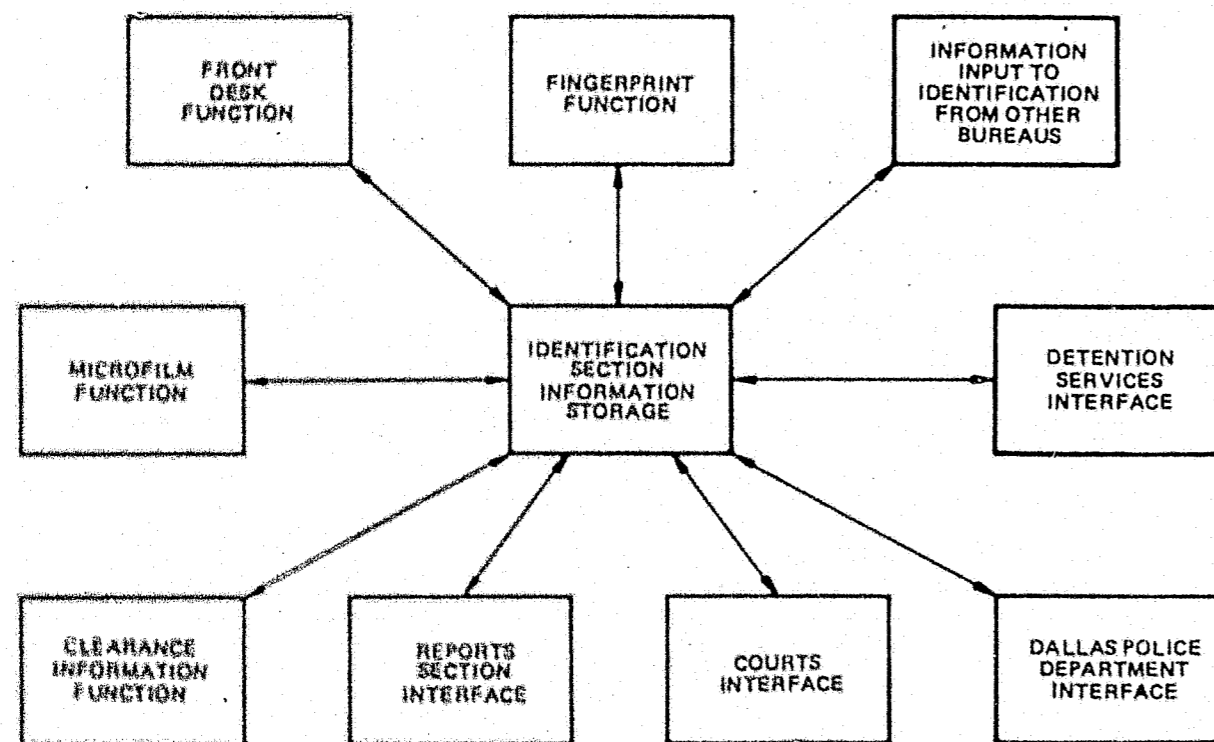 FRONT
DESK
FUNCTION
FINGERPRINT
FUNCTION
INFORMATION
INPUT TO
IDENTIFICATION
FROM OTHER
BUREAUS
MICROFILM
FUNCTION
IDENTIFICATION
SECTION
INFORMATION
STORAGE
DETENTION
SERVICES
INTERFACE
CLEARANCE
INFORMATION
FUNCTION
REPORTS
SECTION
INTERFACE
COURTS
INTERFACE
DALLAS POLICE
DEPARTMENT
INTERFACE